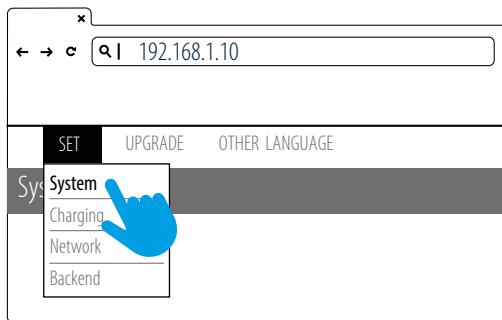 192.168.1.10
SET UPGRADE OTHER LANGUAGE
Sys
System
Charging
Network
Backend